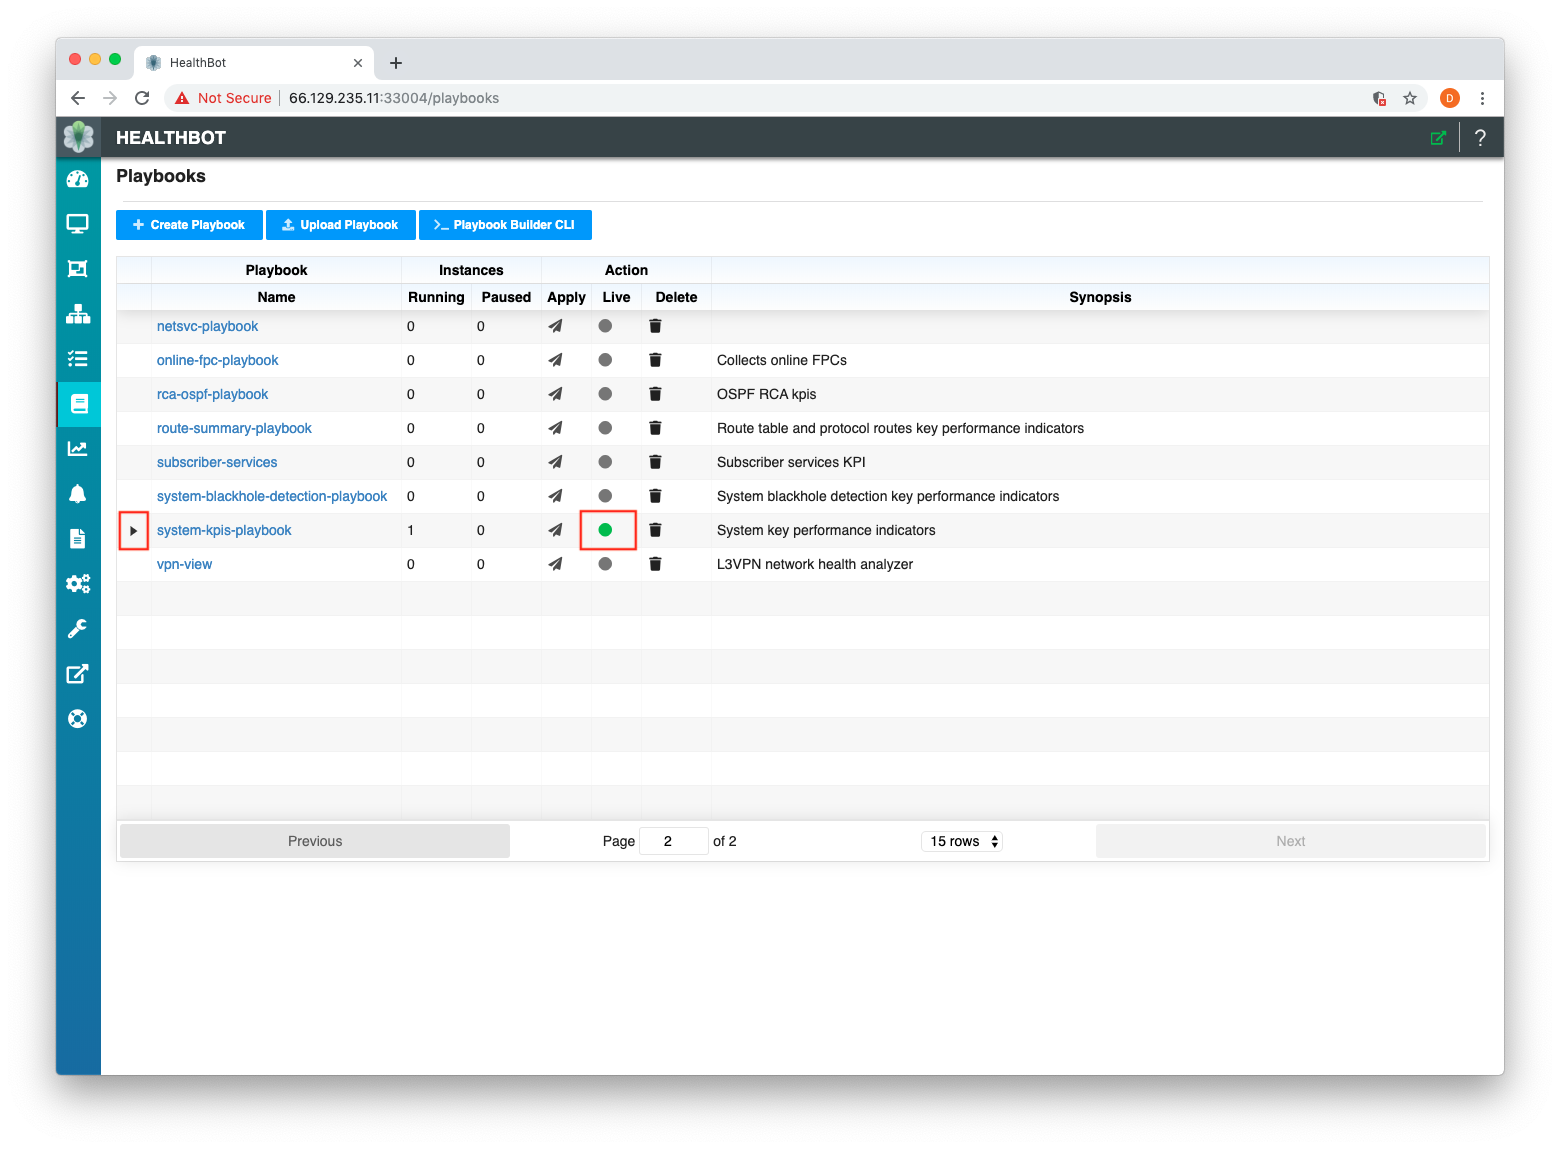 HealthBot
Not Secure 66.129.235.11:33004/playbooks D
HEALTHBOT ?
Playbooks
Create Playbook Upload Playbook Playbook Builder CLI
Playbook Instances Action
Name Running Paused Apply Live Delete Synopsis
netsvc-playbook 0 0
online-fpc-playbook 0 0 Collects online FPCs
rca-ospf-playbook 0 0 OSPF RCA kpis
route-summary-playbook 0 0 Route table and protocol routes key performance indicators
subscriber-services 0 0 Subscriber services KPI
system-blackhole-detection-playbook 0 0 System blackhole detection key performance indicators
system-kpis-playbook 1 0 System key performance indicators
vpn-view 0 0 L3VPN network health analyzer
Previous Page 2 of 2 15 rows Next